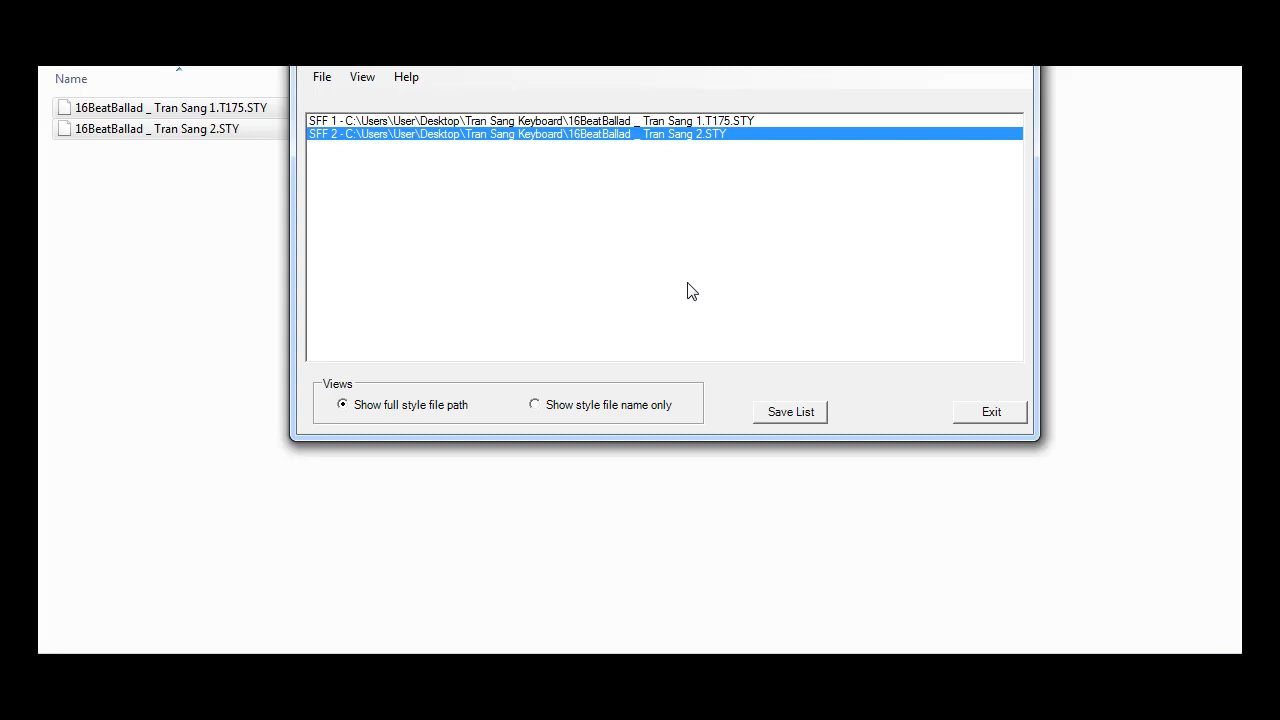 Name
16BeatBallad _ Tran Sang 1.T175.STY
16BeatBallad _ Tran Sang 2.STY
File View Help
SFF 1 - C:\Users\User\Desktop\Tran Sang Keyboard\16BeatBallad _ Tran Sang 1.T175.STY
SFF 2 - C:\Users\User\Desktop\Tran Sang Keyboard\16BeatBallad _ Tran Sang 2.STY
Views
Show full style file path
Show style file name only
Save List
Exit